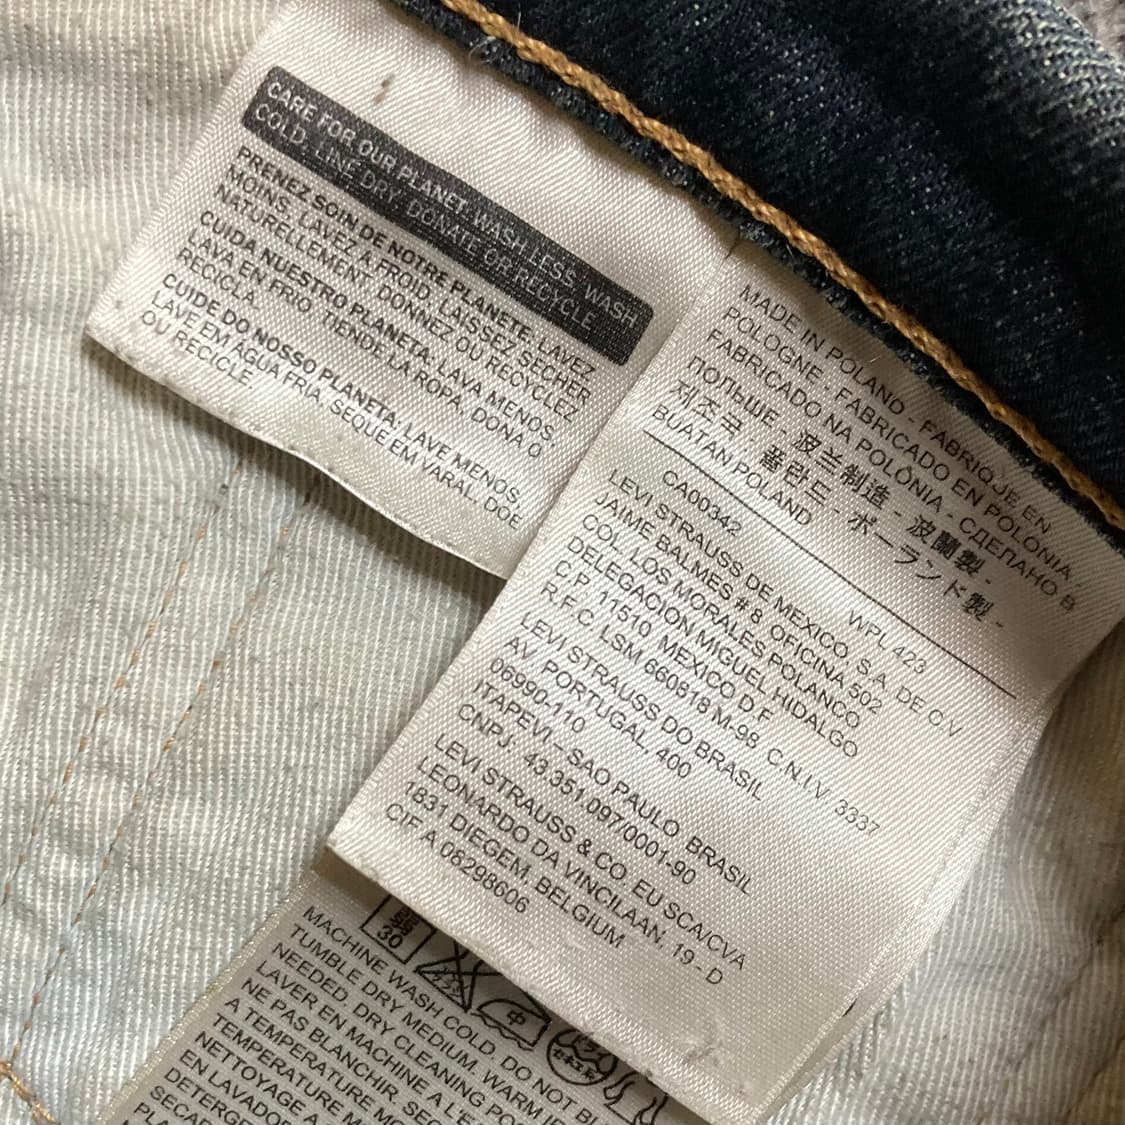 CARE FOR OUR PLANET. WASH LESS, WASH
COLD, LINE DRY, DONATE OR RECYCLE
PRENEZ SOIN DE NOTRE PLANETE. LAVEZ
MOINS, LAVEZ À FROID, LAISSEZ SÉCHER
NATURELLEMENT, DONNEZ OU RECYCLEZ
CUIDA NUESTRO PLANETA. LAVA MENOS,
LAVA EN FRIO TIENDE LA ROPA, DONA O
RECICLA.
CUIDE DO NOSSO PLANETA: LAVE MENOS,
LAVE EM ÁGUA FRIA, SEQUE EM VARAL. DOE
OU RECICLE
MADE IN POLAND - FABRIQUE EN
POLOGNE - FABRICADO EN POLONIA -
FABRICADO NA POLÔNIA - СДЕЛАНО В
ПОЛЬШЕ - 波兰制造 - 波蘭製 -
제조국 - 폴란드 - ポーランド製 -
BUATAN POLAND
CA00342 WPL 423
LEVI STRAUSS DE MEXICO, S.A. DE C.V
JAIME BALMES # 8 OFICINA 502
COL. LOS MORALES POLANCO
DELEGACION MIGUEL HIDALGO
C.P. 11510 MEXICO D.F
R.F.C. LSM 660818 M-98 C.N.I.V. 3337
LEVI STRAUSS DO BRASIL
AV. PORTUGAL, 400
06990-110
ITAPEVI – SAO PAULO BRASIL
CNPJ: 43.351.097/0001-90
LEVI STRAUSS & CO. EU SCA/CVA
LEONARDO DA VINCILAAN, 19 - D
1831 DIEGEM, BELGIUM
CIF A 08298606
30
中
MACHINE WASH COLD. DO NOT
TUMBLE DRY MEDIUM. WARM
NEEDED. DRY CLEANING
LAVER EN MACHINE A L'E
NE PAS BLANCHIR. SEC
A TEMPERATURE
TEMPERATURE
NETTOYAGE A
EN LAVADO
DETERGE
SECAR